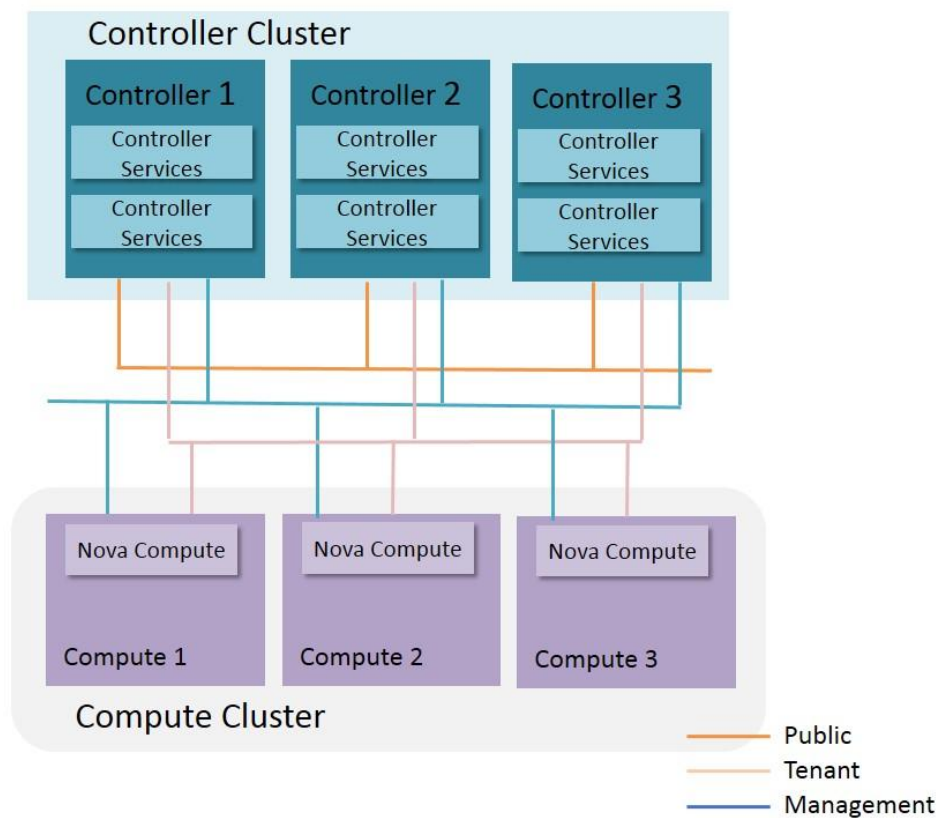 Controller Cluster
Controller 1
Controller 2
Controller 3
Controller
Services
Controller
Services
Controller
Services
Controller
Services
Controller
Services
Controller
Services
Nova Compute
Nova Compute
Nova Compute
Compute 1
Compute 2
Compute 3
Compute Cluster
Public
Tenant
Management